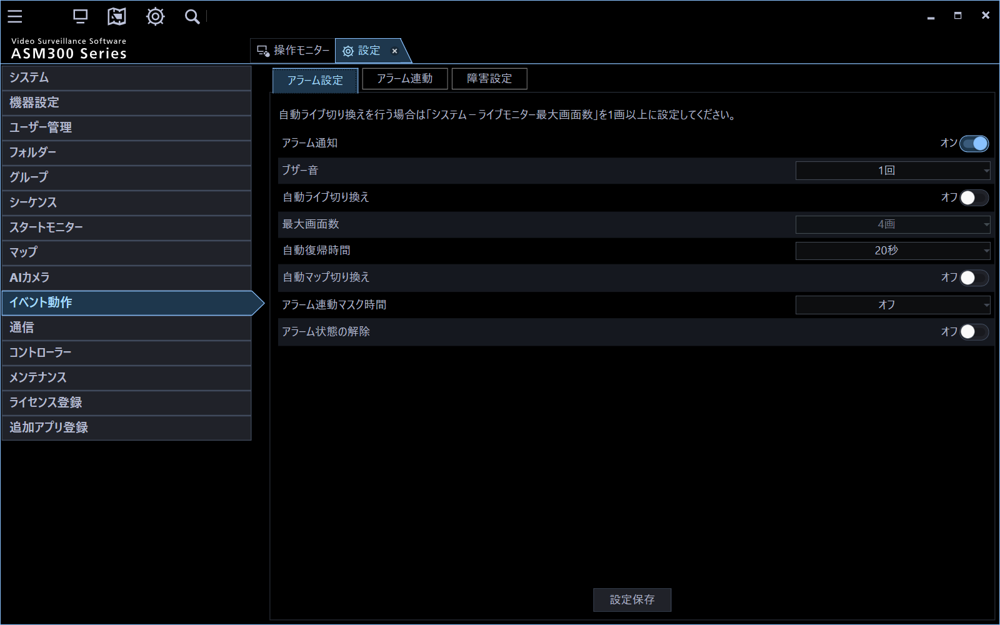 Video Surveillance Software
ASM300 Series
操作モニター
設定
システム
機器設定
ユーザー管理
フォルダー
グループ
シーケンス
スタートモニター
マップ
AIカメラ
イベント動作
通信
コントローラー
メンテナンス
ライセンス登録
追加アプリ登録
アラーム設定
アラーム連動
障害設定
自動ライブ切り換えを行う場合は「システム－ライブモニター最大画面数」を1画以上に設定してください。
アラーム通知 オン
ブザー音 1回
自動ライブ切り換え オフ
最大画面数 4画
自動復帰時間 20秒
自動マップ切り換え オフ
アラーム連動マスク時間 オフ
アラーム状態の解除 オフ
設定保存